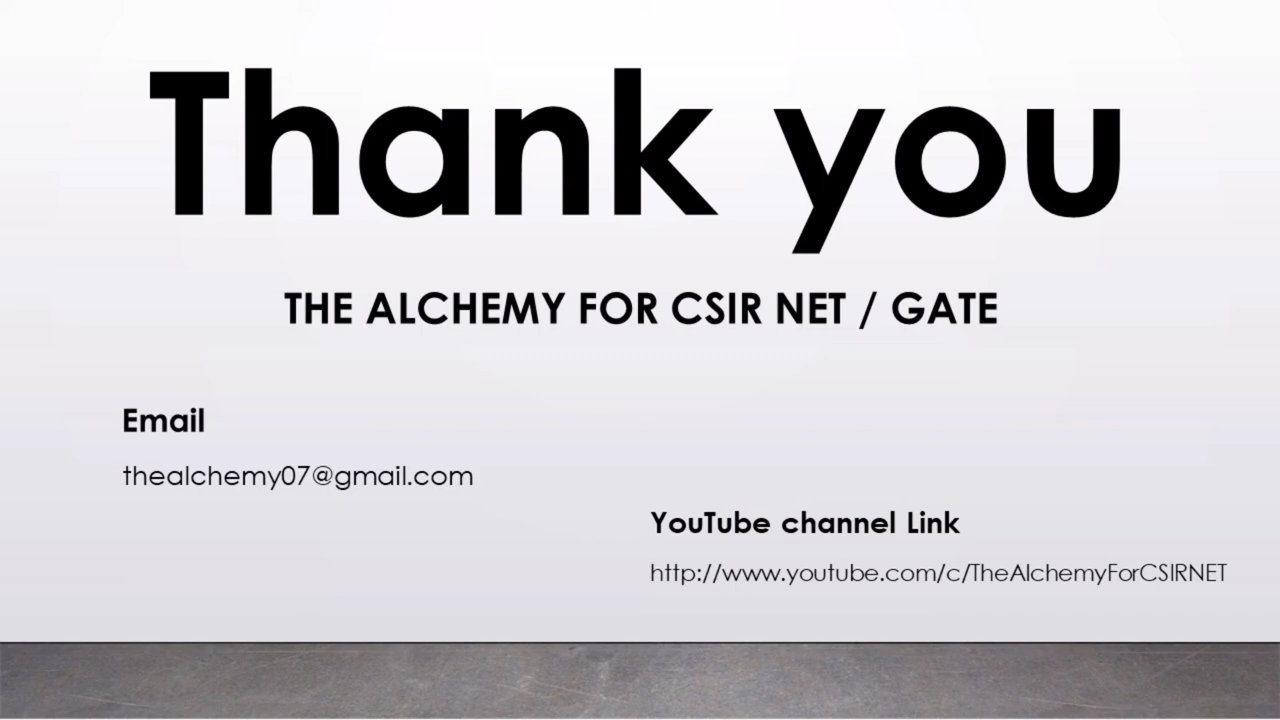 Thank you
THE ALCHEMY FOR CSIR NET / GATE
Email
thealchemy07@gmail.com
YouTube channel Link
http://www.youtube.com/c/TheAlchemyForCSIRNET